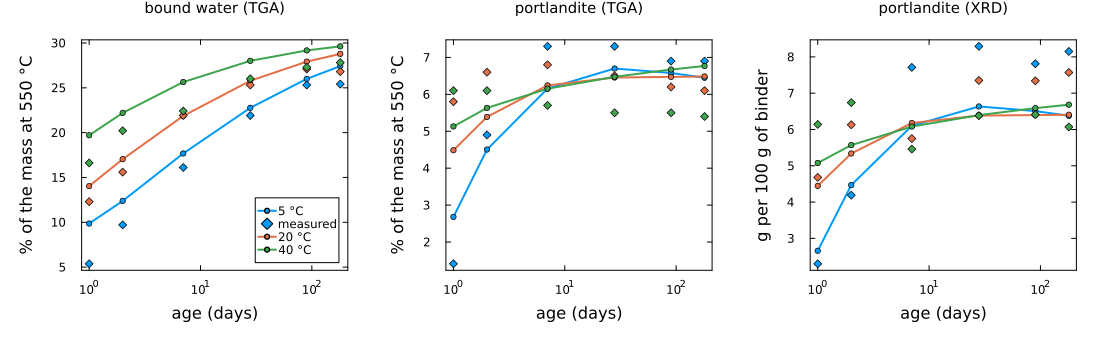 bound water (TGA)
% of the mass at 550 °C
30
25
20
15
10
5
10⁰
10¹
10²
age (days)
5 °C
measured
20 °C
40 °C
portlandite (TGA)
% of the mass at 550 °C
7
6
5
4
3
2
10⁰
10¹
10²
age (days)
portlandite (XRD)
g per 100 g of binder
8
7
6
5
4
3
10⁰
10¹
10²
age (days)